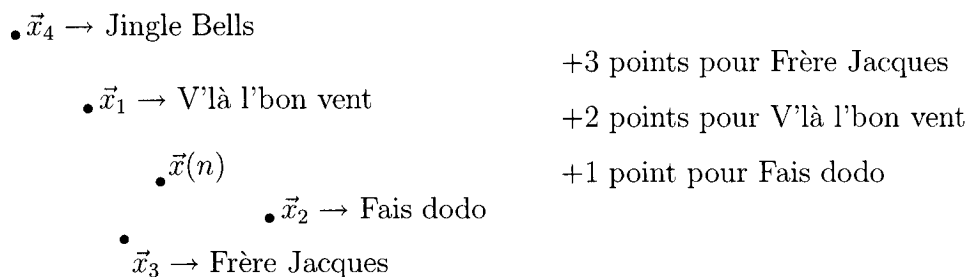 x⃗₄ → Jingle Bells
x⃗₁ → V'là l'bon vent
x⃗(n)
x⃗₂ → Fais dodo
x⃗₃ → Frère Jacques
+3 points pour Frère Jacques
+2 points pour V'là l'bon vent
+1 point pour Fais dodo